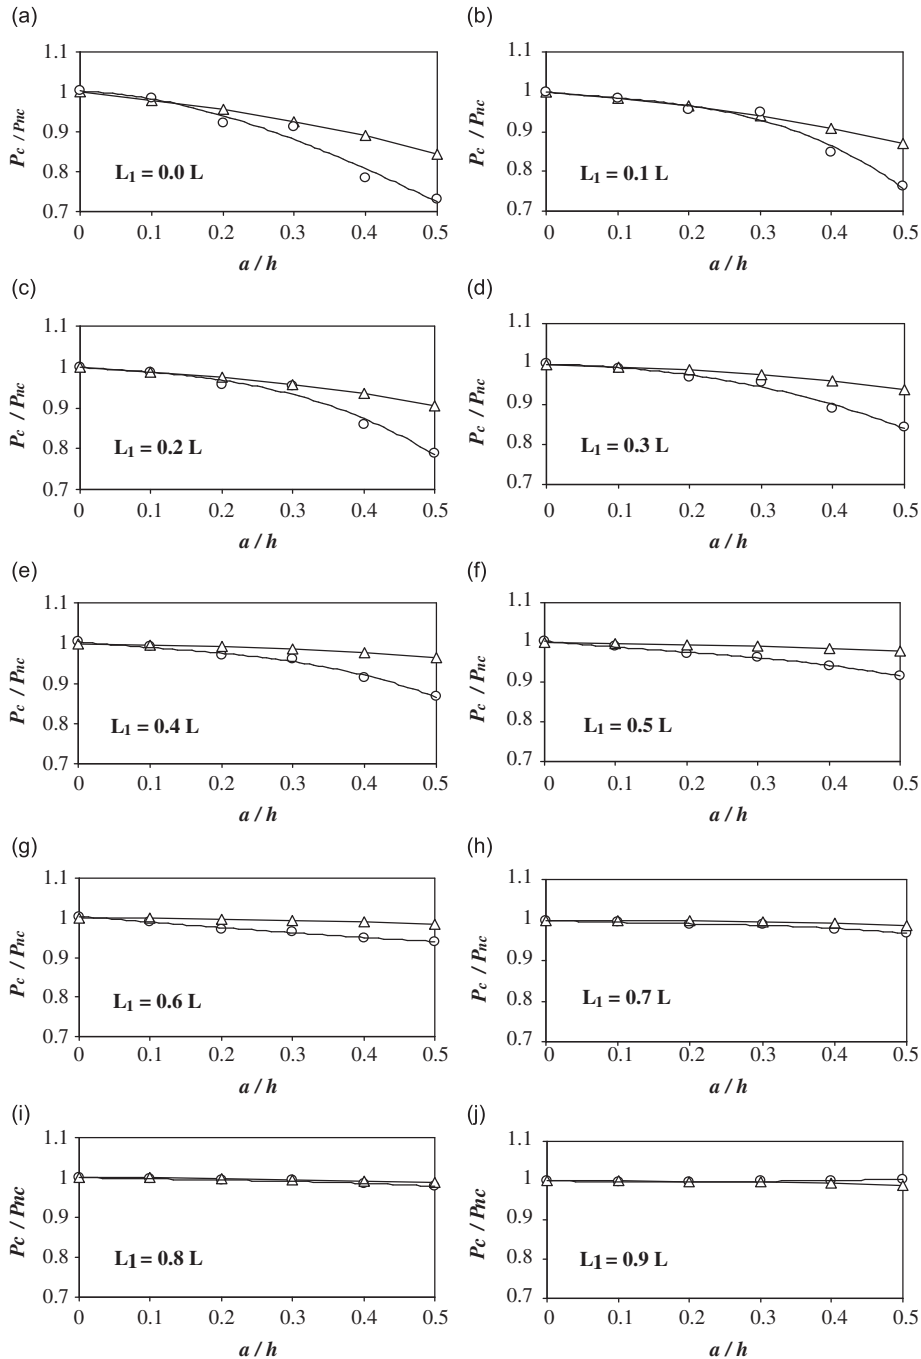 (a)
1.1
1
0.9
0.8
0.7
P_c / P_nc
L₁ = 0.0 L
0 0.1 0.2 0.3 0.4 0.5
a / h
(b)
1.1
1
0.9
0.8
0.7
P_c / P_nc
L₁ = 0.1 L
0 0.1 0.2 0.3 0.4 0.5
a / h
(c)
1.1
1
0.9
0.8
0.7
P_c / P_nc
L₁ = 0.2 L
0 0.1 0.2 0.3 0.4 0.5
a / h
(d)
1.1
1
0.9
0.8
0.7
P_c / P_nc
L₁ = 0.3 L
0 0.1 0.2 0.3 0.4 0.5
a / h
(e)
1.1
1
0.9
0.8
0.7
P_c / P_nc
L₁ = 0.4 L
0 0.1 0.2 0.3 0.4 0.5
a / h
(f)
1.1
1
0.9
0.8
0.7
P_c / P_nc
L₁ = 0.5 L
0 0.1 0.2 0.3 0.4 0.5
a / h
(g)
1.1
1
0.9
0.8
0.7
P_c / P_nc
L₁ = 0.6 L
0 0.1 0.2 0.3 0.4 0.5
a / h
(h)
1.1
1
0.9
0.8
0.7
P_c / P_nc
L₁ = 0.7 L
0 0.1 0.2 0.3 0.4 0.5
a / h
(i)
1.1
1
0.9
0.8
0.7
Pc / Pnc
L1 = 0.8 L
0 0.1 0.2 0.3 0.4 0.5
a / h
(j)
1.1
1
0.9
0.8
0.7
Pc / Pnc
L1 = 0.9 L
0 0.1 0.2 0.3 0.4 0.5
a / h